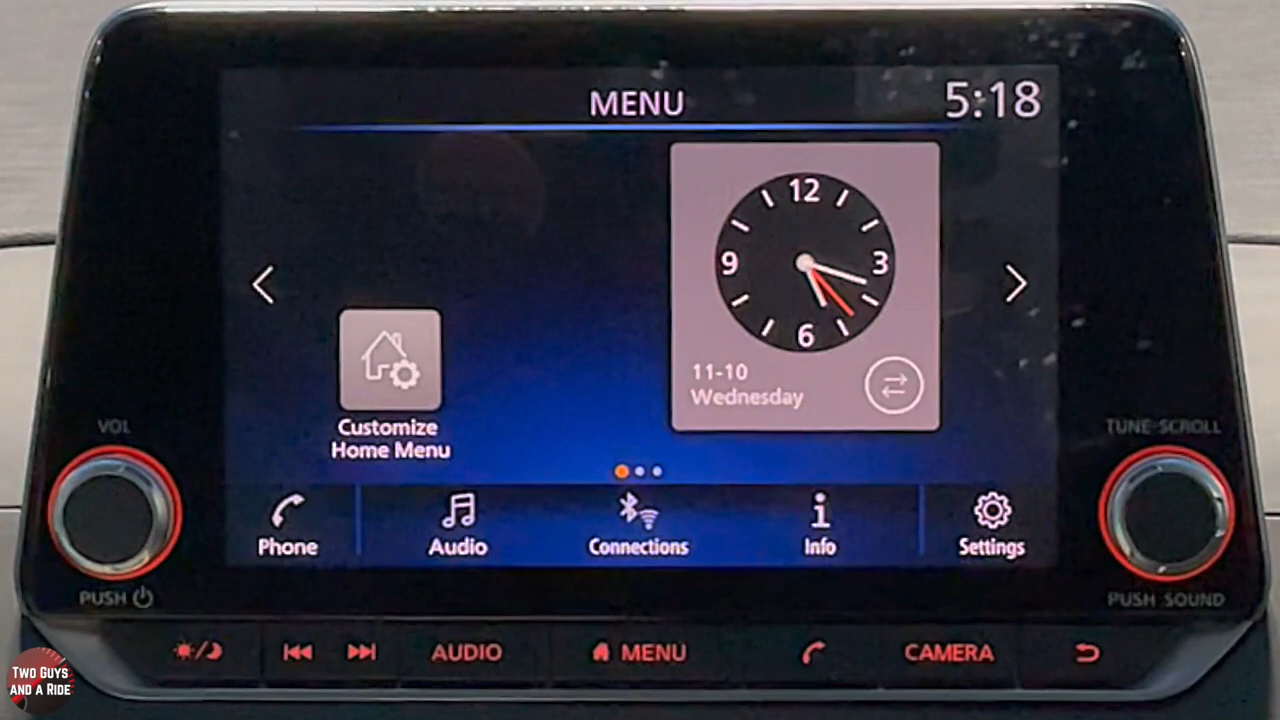 MENU
5:18
12
9
3
6
11-10
Wednesday
Customize
Home Menu
VOL
TUNE·SCROLL
Phone
Audio
Connections
Info
Settings
PUSH
PUSH SOUND
AUDIO
MENU
CAMERA
TWO GUYS
AND A RIDE